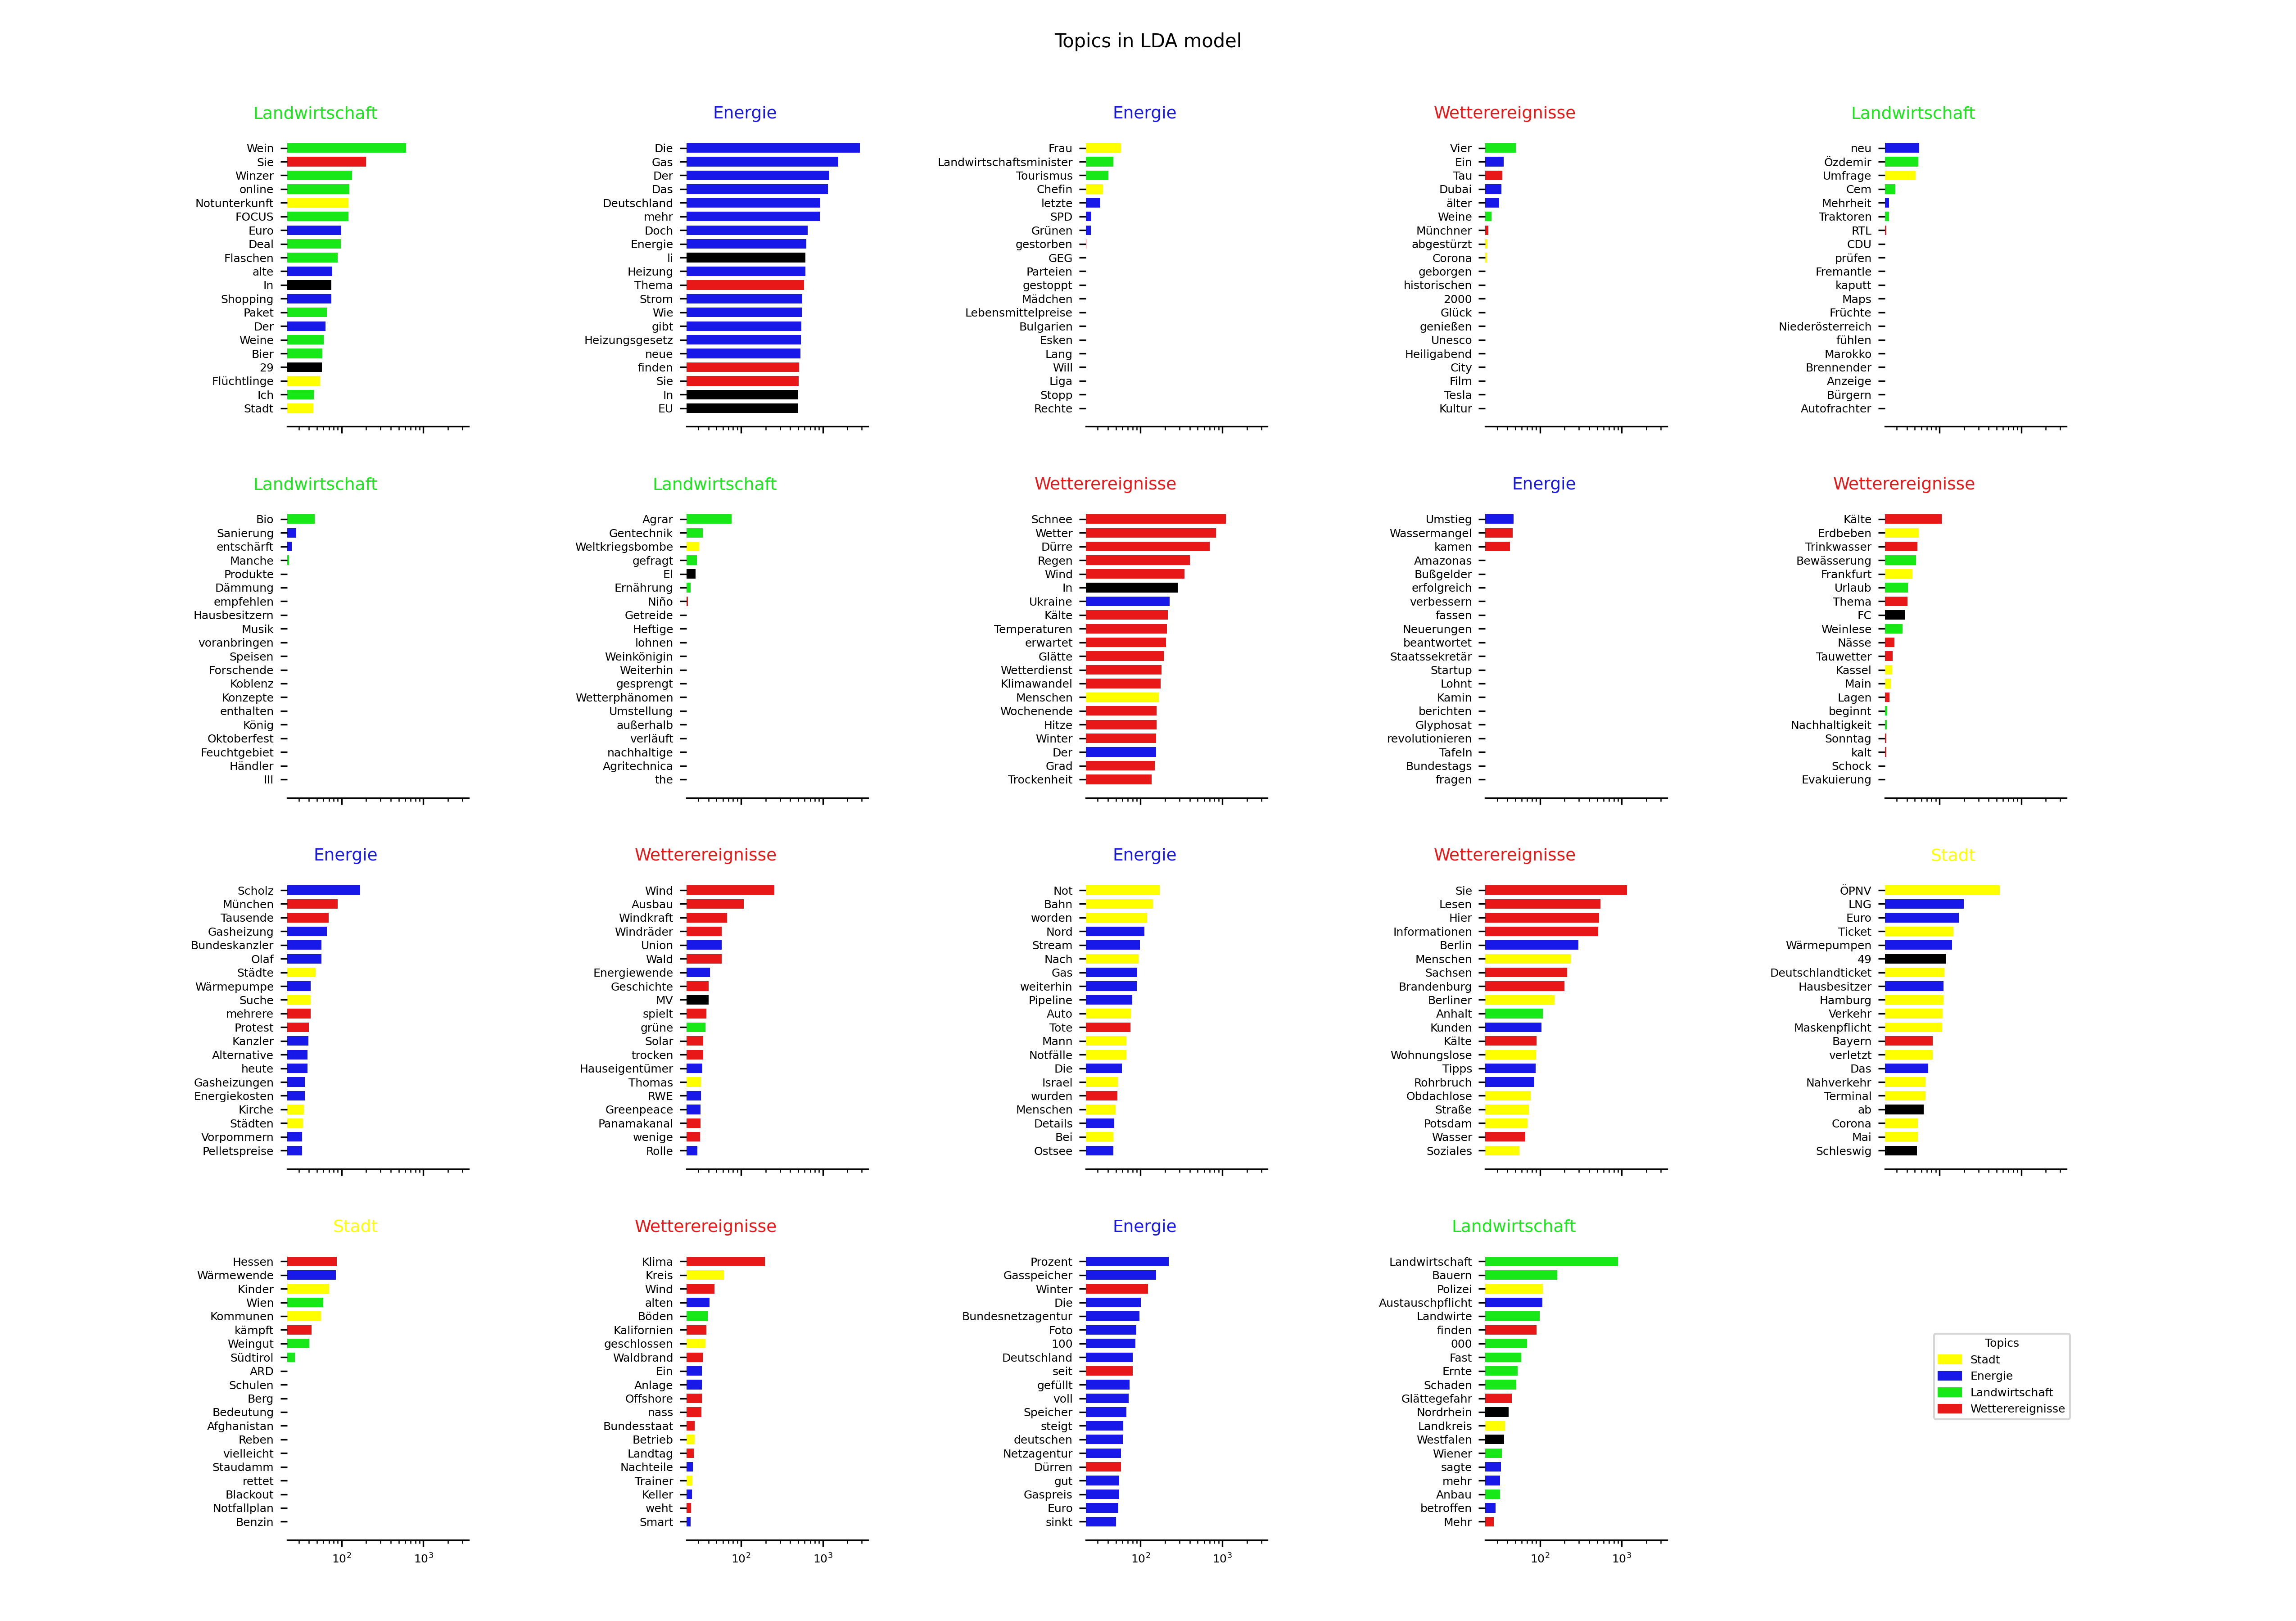 Topics in LDA model
Landwirtschaft
Wein
Sie
Winzer
online
Notunterkunft
FOCUS
Euro
Deal
Flaschen
alte
In
Shopping
Paket
Der
Weine
Bier
29
Flüchtlinge
Ich
Stadt
Energie
Die
Gas
Der
Das
Deutschland
mehr
Doch
Energie
li
Heizung
Thema
Strom
Wie
gibt
Heizungsgesetz
neue
finden
Sie
In
EU
Energie
Frau
Landwirtschaftsminister
Tourismus
Chefin
letzte
SPD
Grünen
gestorben
GEG
Parteien
gestoppt
Mädchen
Lebensmittelpreise
Bulgarien
Esken
Lang
Will
Liga
Stopp
Rechte
Wetterereignisse
Vier
Ein
Tau
Dubai
älter
Weine
Münchner
abgestürzt
Corona
geborgen
historischen
2000
Glück
genießen
Unesco
Heiligabend
City
Film
Tesla
Kultur
Landwirtschaft
neu
Özdemir
Umfrage
Cem
Mehrheit
Traktoren
RTL
CDU
prüfen
Fremantle
kaputt
Maps
Früchte
Niederösterreich
fühlen
Marokko
Brennender
Anzeige
Bürgern
Autofrachter
Landwirtschaft
Bio
Sanierung
entschärft
Manche
Produkte
Dämmung
empfehlen
Hausbesitzern
Musik
voranbringen
Speisen
Forschende
Koblenz
Konzepte
enthalten
König
Oktoberfest
Feuchtgebiet
Händler
III
Landwirtschaft
Agrar
Gentechnik
Weltkriegsbombe
gefragt
El
Ernährung
Niño
Getreide
Heftige
lohnen
Weinkönigin
Weiterhin
gesprengt
Wetterphänomen
Umstellung
außerhalb
verläuft
nachhaltige
Agritechnica
the
Wetterereignisse
Schnee
Wetter
Dürre
Regen
Wind
In
Ukraine
Kälte
Temperaturen
erwartet
Glätte
Wetterdienst
Klimawandel
Menschen
Wochenende
Hitze
Winter
Der
Grad
Trockenheit
Energie
Umstieg
Wassermangel
kamen
Amazonas
Bußgelder
erfolgreich
verbessern
fassen
Neuerungen
beantwortet
Staatssekretär
Startup
Lohnt
Kamin
berichten
Glyphosat
revolutionieren
Tafeln
Bundestags
fragen
Wetterereignisse
Kälte
Erdbeben
Trinkwasser
Bewässerung
Frankfurt
Urlaub
Thema
FC
Weinlese
Nässe
Tauwetter
Kassel
Main
Lagen
beginnt
Nachhaltigkeit
Sonntag
kalt
Schock
Evakuierung
Energie
Scholz
München
Tausende
Gasheizung
Bundeskanzler
Olaf
Städte
Wärmepumpe
Suche
mehrere
Protest
Kanzler
Alternative
heute
Gasheizungen
Energiekosten
Kirche
Städten
Vorpommern
Pelletspreise
Wetterereignisse
Wind
Ausbau
Windkraft
Windräder
Union
Wald
Energiewende
Geschichte
MV
spielt
grüne
Solar
trocken
Hauseigentümer
Thomas
RWE
Greenpeace
Panamakanal
wenige
Rolle
Energie
Not
Bahn
worden
Nord
Stream
Nach
Gas
weiterhin
Pipeline
Auto
Tote
Mann
Notfälle
Die
Israel
wurden
Menschen
Details
Bei
Ostsee
Wetterereignisse
Sie
Lesen
Hier
Informationen
Berlin
Menschen
Sachsen
Brandenburg
Berliner
Anhalt
Kunden
Kälte
Wohnungslose
Tipps
Rohrbruch
Obdachlose
Straße
Potsdam
Wasser
Soziales
Stadt
ÖPNV
LNG
Euro
Ticket
Wärmepumpen
49
Deutschlandticket
Hausbesitzer
Hamburg
Verkehr
Maskenpflicht
Bayern
verletzt
Das
Nahverkehr
Terminal
ab
Corona
Mai
Schleswig
Stadt
Hessen
Wärmewende
Kinder
Wien
Kommunen
kämpft
Weingut
Südtirol
ARD
Schulen
Berg
Bedeutung
Afghanistan
Reben
vielleicht
Staudamm
rettet
Blackout
Notfallplan
Benzin
10² 10³
Wetterereignisse
Klima
Kreis
Wind
alten
Böden
Kalifornien
geschlossen
Waldbrand
Ein
Anlage
Offshore
nass
Bundesstaat
Betrieb
Landtag
Nachteile
Trainer
Keller
weht
Smart
10² 10³
Energie
Prozent
Gasspeicher
Winter
Die
Bundesnetzagentur
Foto
100
Deutschland
seit
gefüllt
voll
Speicher
steigt
deutschen
Netzagentur
Dürren
gut
Gaspreis
Euro
sinkt
10² 10³
Landwirtschaft
Landwirtschaft
Bauern
Polizei
Austauschpflicht
Landwirte
finden
000
Fast
Ernte
Schaden
Glättegefahr
Nordrhein
Landkreis
Westfalen
Wiener
sagte
mehr
Anbau
betroffen
Mehr
10² 10³
Topics
Stadt
Energie
Landwirtschaft
Wetterereignisse